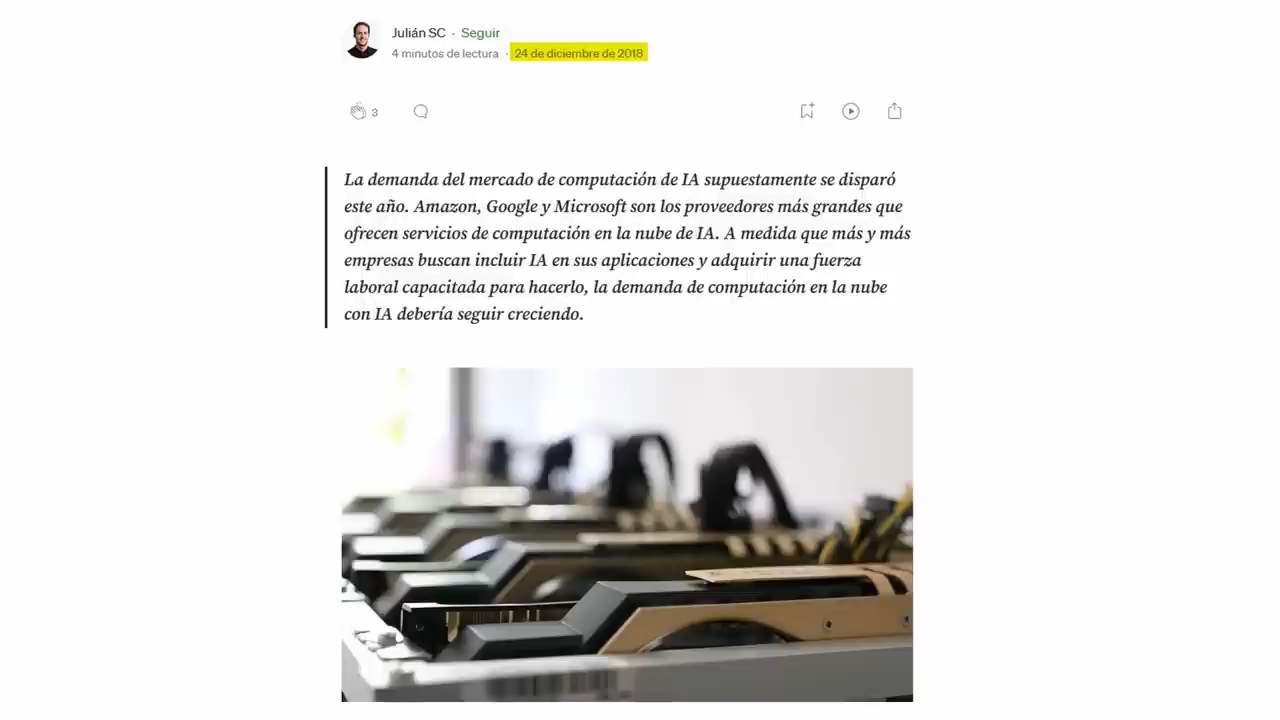 Julián SC · Seguir
4 minutos de lectura · 24 de diciembre de 2018
3
La demanda del mercado de computación de IA supuestamente se disparó
este año. Amazon, Google y Microsoft son los proveedores más grandes que
ofrecen servicios de computación en la nube de IA. A medida que más y más
empresas buscan incluir IA en sus aplicaciones y adquirir una fuerza
laboral capacitada para hacerlo, la demanda de computación en la nube
con IA debería seguir creciendo.